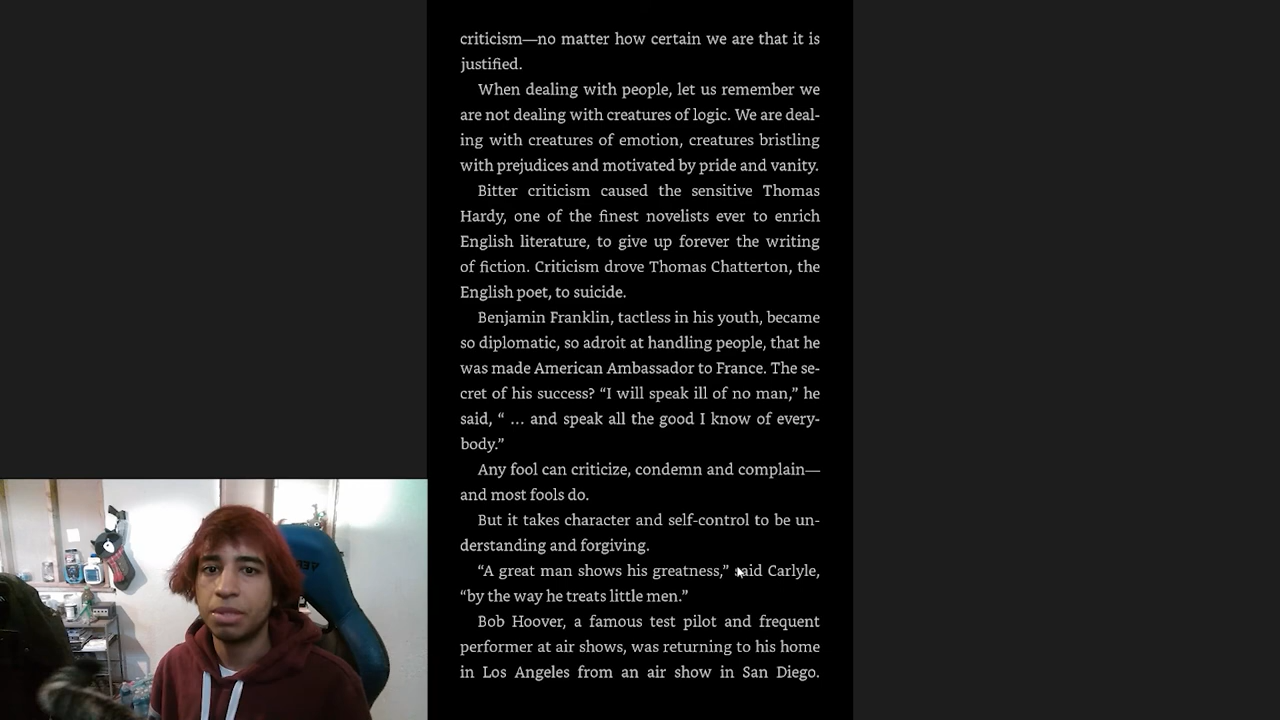 criticism—no matter how certain we are that it is
justified.
When dealing with people, let us remember we
are not dealing with creatures of logic. We are deal-
ing with creatures of emotion, creatures bristling
with prejudices and motivated by pride and vanity.
Bitter criticism caused the sensitive Thomas
Hardy, one of the finest novelists ever to enrich
English literature, to give up forever the writing
of fiction. Criticism drove Thomas Chatterton, the
English poet, to suicide.
Benjamin Franklin, tactless in his youth, became
so diplomatic, so adroit at handling people, that he
was made American Ambassador to France. The se-
cret of his success? “I will speak ill of no man,” he
said, “ … and speak all the good I know of every-
body.”
Any fool can criticize, condemn and complain—
and most fools do.
But it takes character and self-control to be un-
derstanding and forgiving.
“A great man shows his greatness,” said Carlyle,
“by the way he treats little men.”
Bob Hoover, a famous test pilot and frequent
performer at air shows, was returning to his home
in Los Angeles from an air show in San Diego.